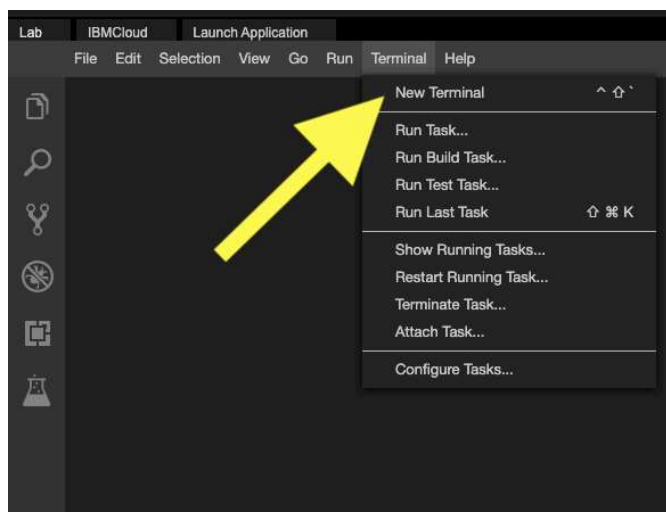 Lab IBMCloud Launch Application
File Edit Selection View Go Run Terminal Help
New Terminal ^ ⇧ `
Run Task...
Run Build Task...
Run Test Task...
Run Last Task ⇧ ⌘ K
Show Running Tasks...
Restart Running Task...
Terminate Task...
Attach Task...
Configure Tasks...